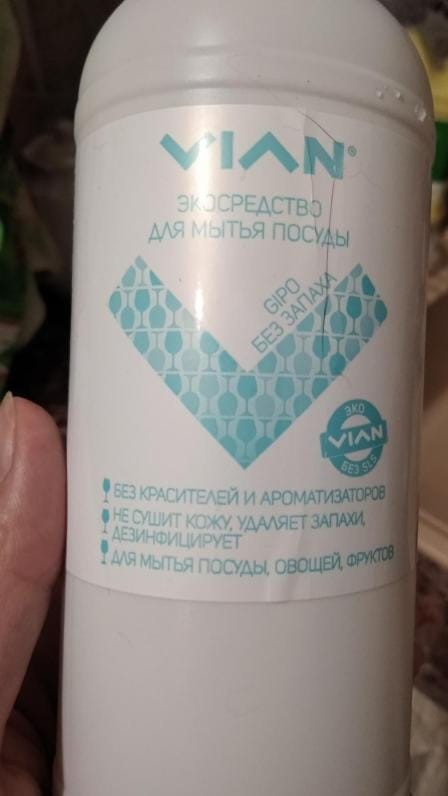 VIAN®
ЭКОСРЕДСТВО
ДЛЯ МЫТЬЯ ПОСУДЫ
GIPO
БЕЗ ЗАПАХА
ЭКО
VIAN
БЕЗ SLS
БЕЗ КРАСИТЕЛЕЙ И АРОМАТИЗАТОРОВ
НЕ СУШИТ КОЖУ, УДАЛЯЕТ ЗАПАХИ,
ДЕЗИНФИЦИРУЕТ
ДЛЯ МЫТЬЯ ПОСУДЫ, ОВОЩЕЙ, ФРУКТОВ